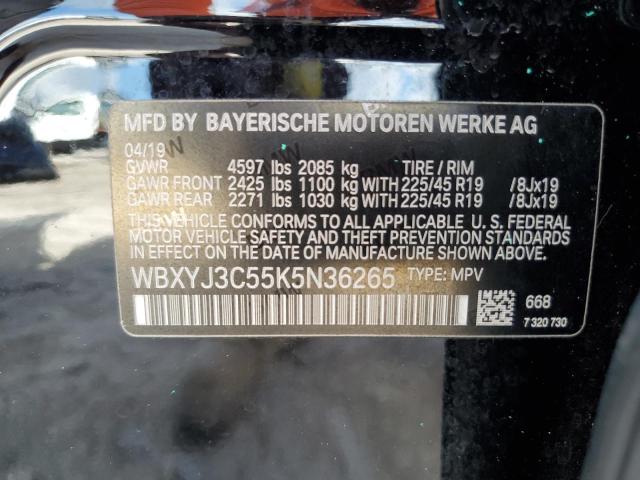 MFD BY BAYERISCHE MOTOREN WERKE AG
04/19
GVWR 4597 lbs 2085 kg TIRE / RIM
GAWR FRONT 2425 lbs 1100 kg WITH 225/45 R19 /8Jx19
GAWR REAR 2271 lbs 1030 kg WITH 225/45 R19 /8Jx19
THIS VEHICLE CONFORMS TO ALL APPLICABLE U. S. FEDERAL
MOTOR VEHICLE SAFETY AND THEFT PREVENTION STANDARDS
IN EFFECT ON THE DATE OF MANUFACTURE SHOWN ABOVE.
WBXYJ3C55K5N36265 TYPE: MPV
668
7 320 730